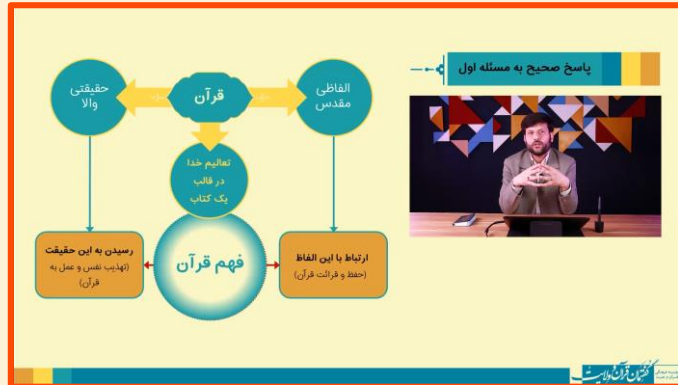 پاسخ صحیح به مسئله اول
الفاظی
مقدس
قرآن
حقیقتی
والا
تعالیم خدا
در قالب
یک کتاب
فهم قرآن
ارتباط با این الفاظ
(حفظ و قرائت قرآن)
رسیدن به این حقیقت
(تهذیب نفس و عمل به
قرآن)
گفتمان قرآن و ولایت